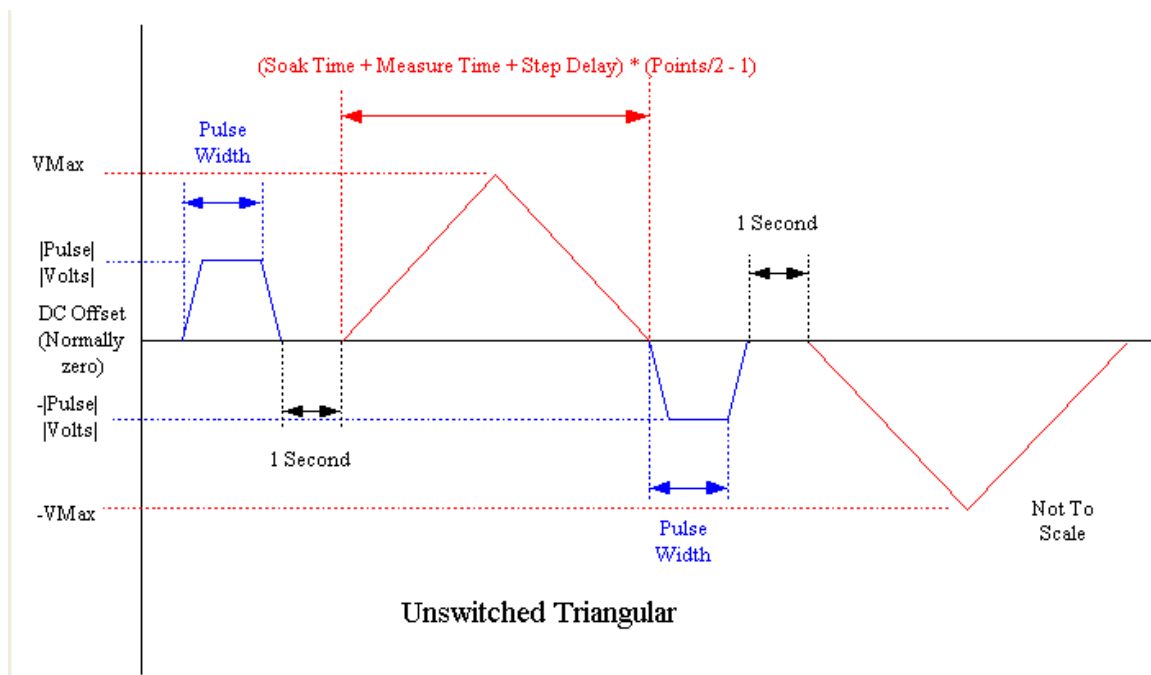 (Soak Time + Measure Time + Step Delay) * (Points/2 - 1)
Pulse
Width
VMax
1 Second
|Pulse|
|Volts|
DC Offset
(Normally
zero)
-|Pulse|
|Volts|
1 Second
-VMax
Pulse
Width
Not To
Scale
Unswitched Triangular